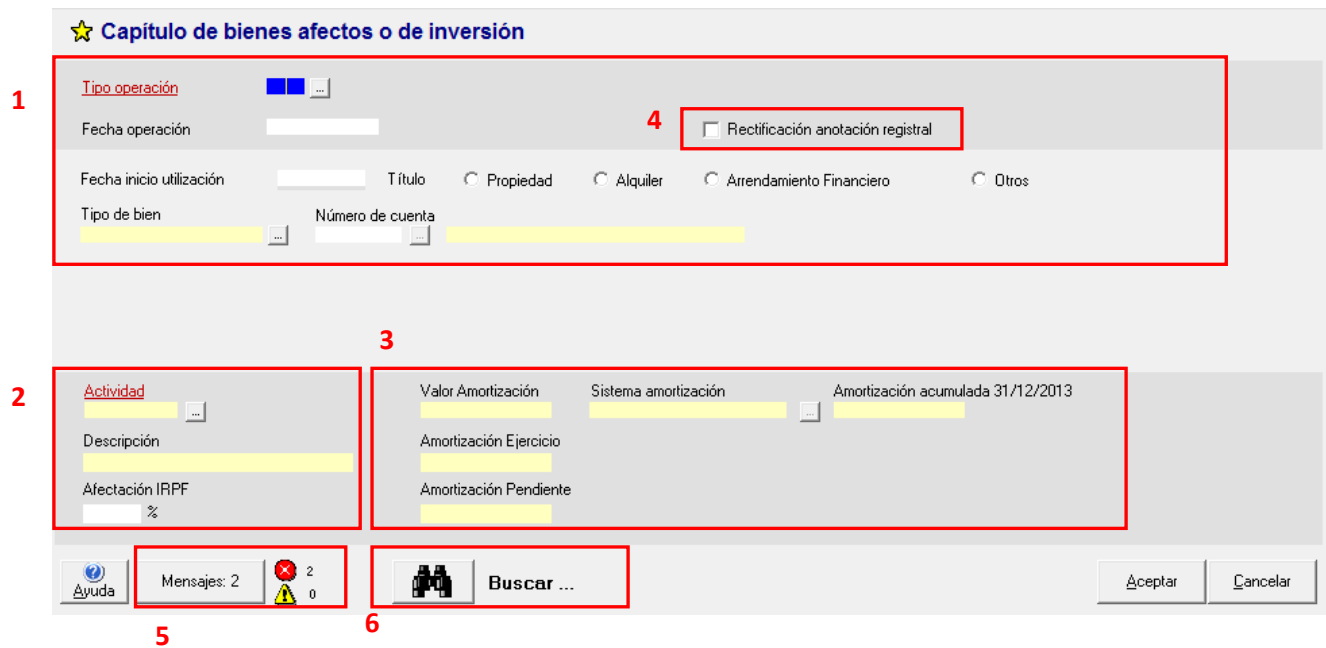 Capítulo de bienes afectos o de inversión
1
Tipo operación ...
Fecha operación
4
Rectificación anotación registral
Fecha inicio utilización Título Propiedad Alquiler Arrendamiento Financiero Otros
Tipo de bien Número de cuenta
... ...
3
2
Actividad Valor Amortización Sistema amortización Amortización acumulada 31/12/2013
... ...
Descripción Amortización Ejercicio
Afectación IRPF Amortización Pendiente
%
Ayuda Mensajes: 2 2 0 Buscar ... Aceptar Cancelar
5 6